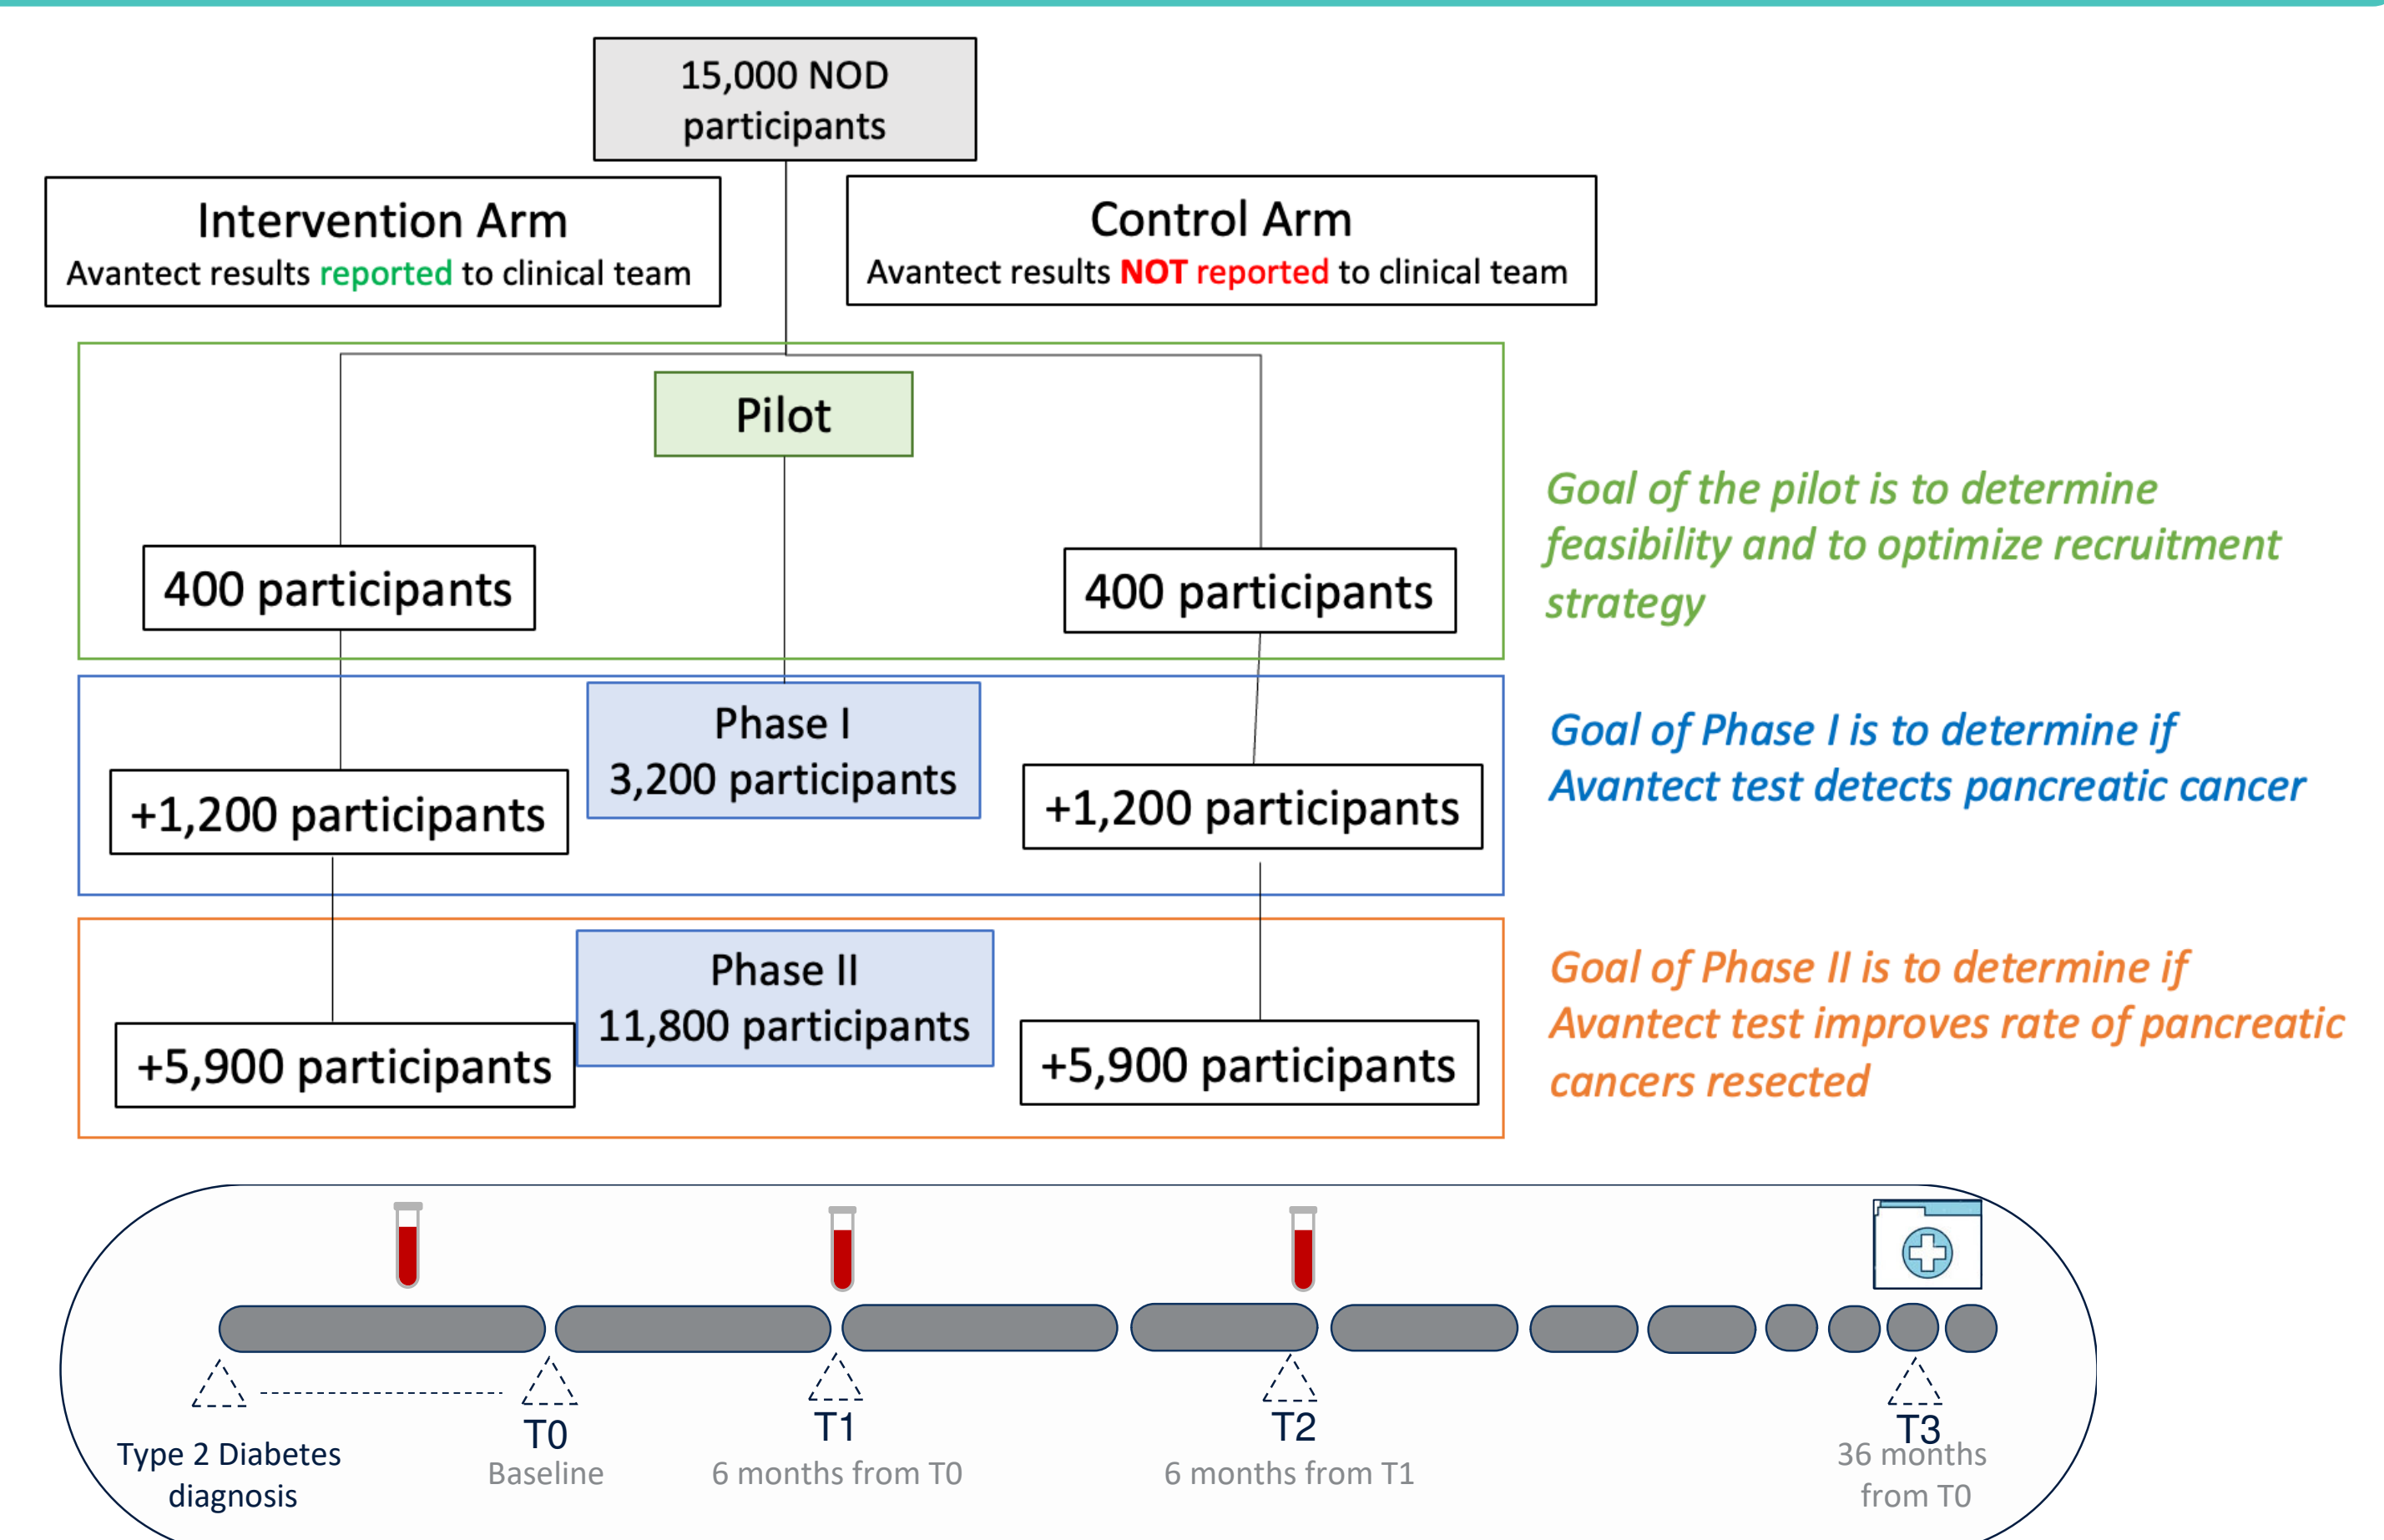 15,000 NOD
participants
Intervention Arm
Avantect results reported to clinical team
Control Arm
Avantect results NOT reported to clinical team
Pilot
400 participants
400 participants
Goal of the pilot is to determine
feasibility and to optimize recruitment
strategy
Phase I
3,200 participants
+1,200 participants
+1,200 participants
Goal of Phase I is to determine if
Avantect test detects pancreatic cancer
Phase II
11,800 participants
+5,900 participants
+5,900 participants
Goal of Phase II is to determine if
Avantect test improves rate of pancreatic
cancers resected
Type 2 Diabetes
diagnosis
T0
Baseline
T1
6 months from T0
T2
6 months from T1
T3
36 months
from T0